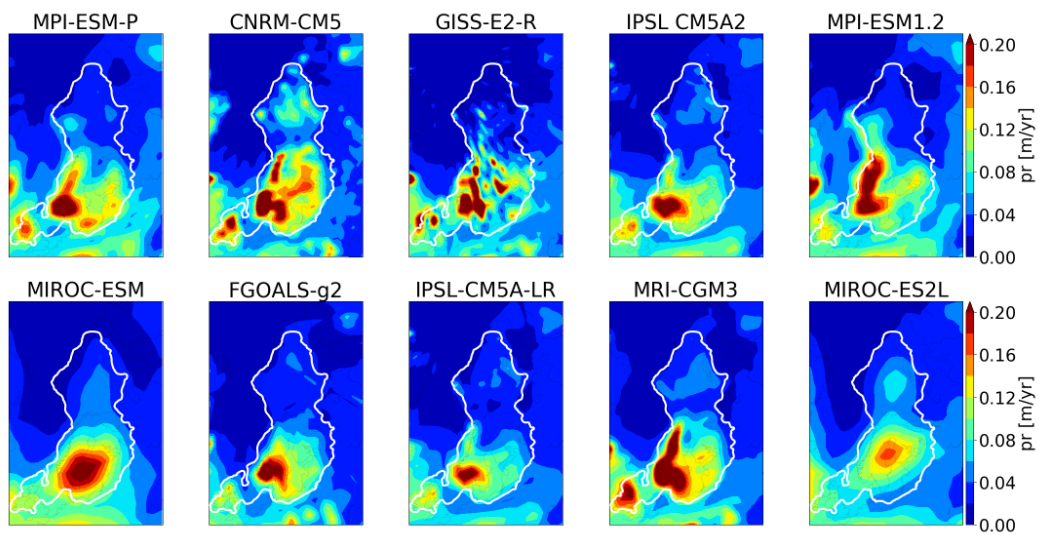 MPI-ESM-P
CNRM-CM5
GISS-E2-R
IPSL CM5A2
MPI-ESM1.2
0.20
0.16
0.12
0.08
0.04
0.00
pr [m/yr]
MIROC-ESM
FGOALS-g2
IPSL-CM5A-LR
MRI-CGM3
MIROC-ES2L
0.20
0.16
0.12
0.08
0.04
0.00
pr [m/yr]